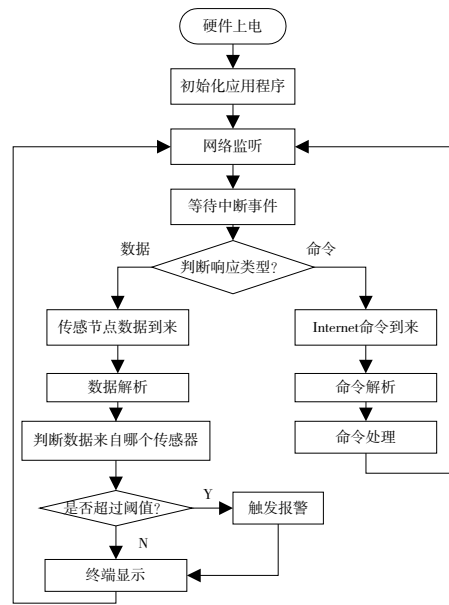 硬件上电
初始化应用程序
网络监听
等待中断事件
数据
命令
判断响应类型?
传感节点数据到来
Internet命令到来
数据解析
命令解析
判断数据来自哪个传感器
命令处理
是否超过阈值?
Y
触发报警
N
终端显示